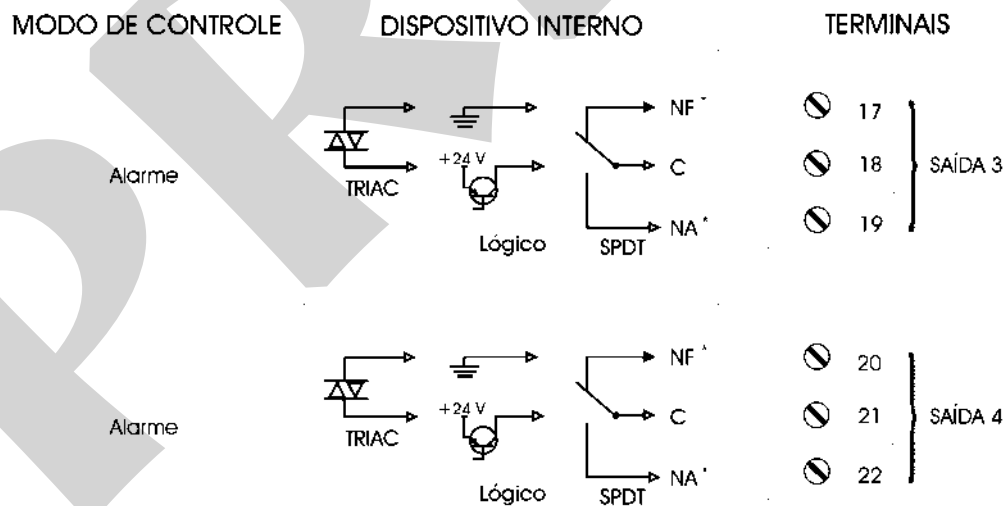 MODO DE CONTROLE DISPOSITIVO INTERNO TERMINAIS
NF* 17
+24 V
Alarme TRIAC C 18 SAÍDA 3
NA* 19
Lógico SPDT
NF* 20
+24 V
Alarme TRIAC C 21 SAÍDA 4
NA* 22
Lógico SPDT